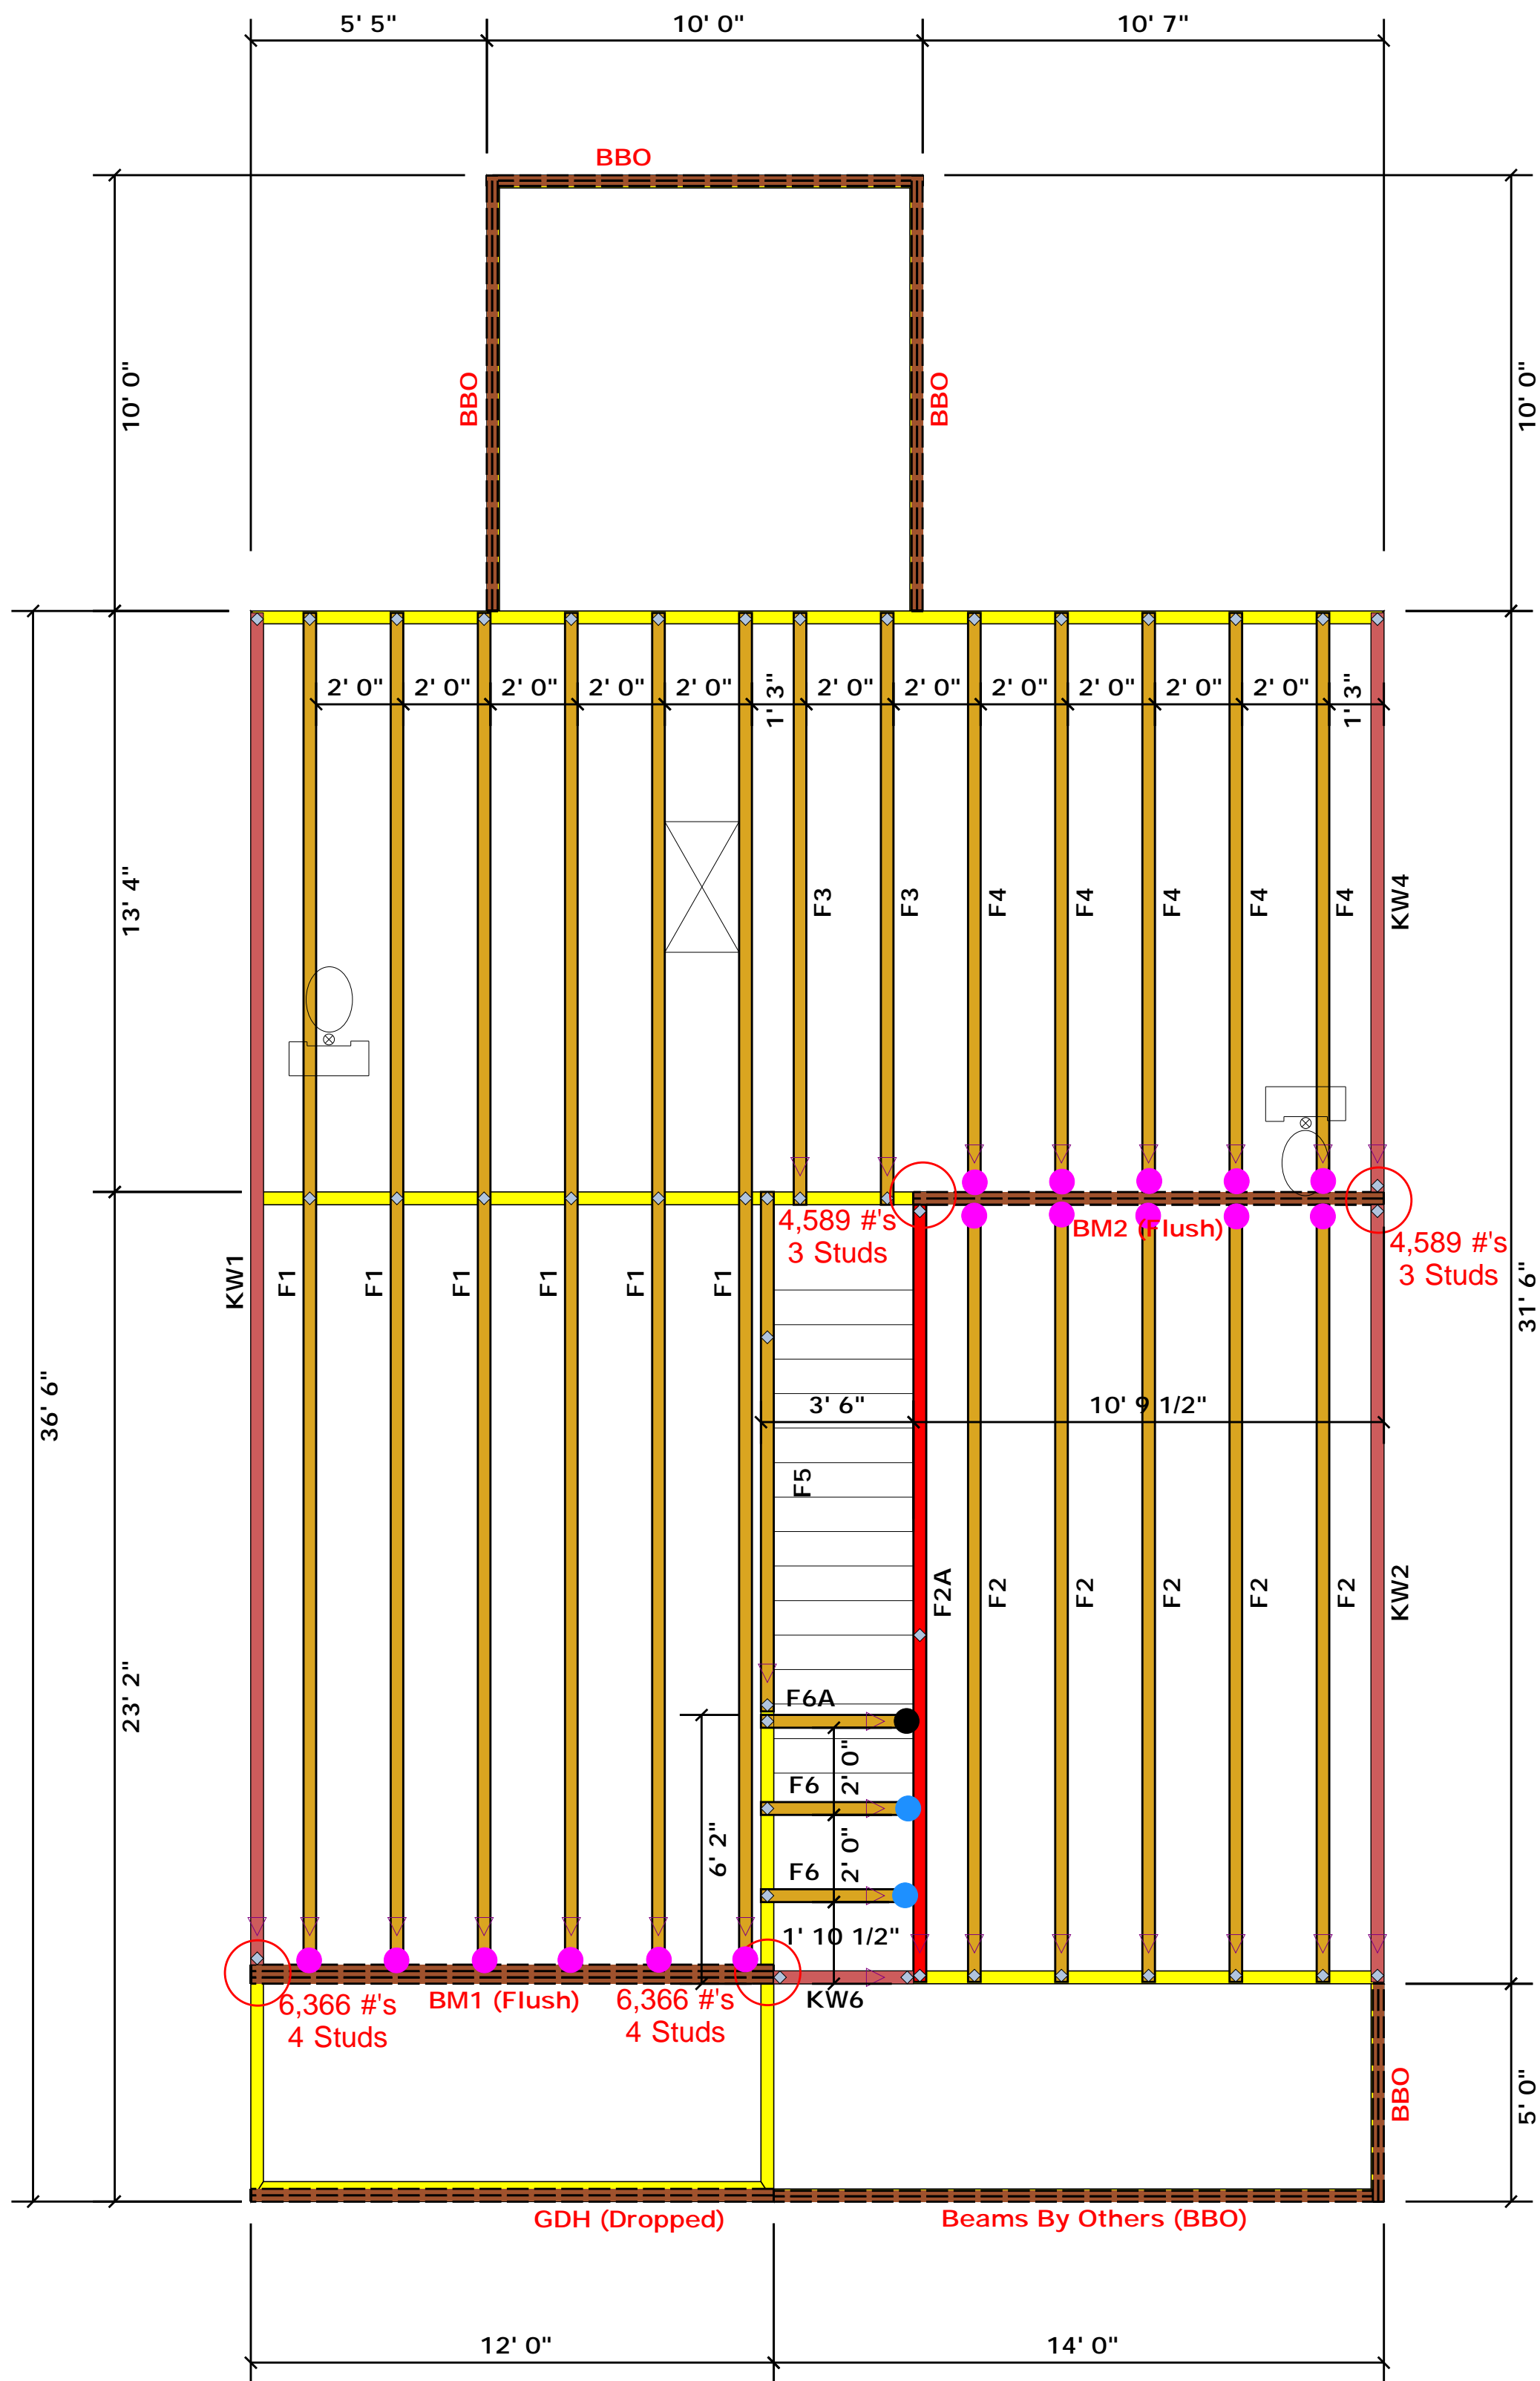 5' 5"
10' 0"
10' 7"
BBO
10' 0"
BBO
BBO
10' 0"
2' 0"
2' 0"
2' 0"
2' 0"
2' 0"
1' 3"
2' 0"
2' 0"
2' 0"
2' 0"
2' 0"
2' 0"
1' 3"
13' 4"
F3
F3
F4
F4
F4
F4
F4
KW4
4,589 #'s
3 Studs
BM2 (Flush)
4,589 #'s
3 Studs
KW1
F1
F1
F1
F1
F1
F1
31' 6"
36' 6"
3' 6"
10' 9 1/2"
F5
F2A
F2
F2
F2
F2
F2
KW2
23' 2"
F6A
2' 0"
F6
6' 2"
2' 0"
F6
1' 10 1/2"
6,366 #'s
4 Studs
BM1 (Flush)
6,366 #'s
4 Studs
KW6
BBO
5' 0"
GDH (Dropped)
Beams By Others (BBO)
12' 0"
14' 0"